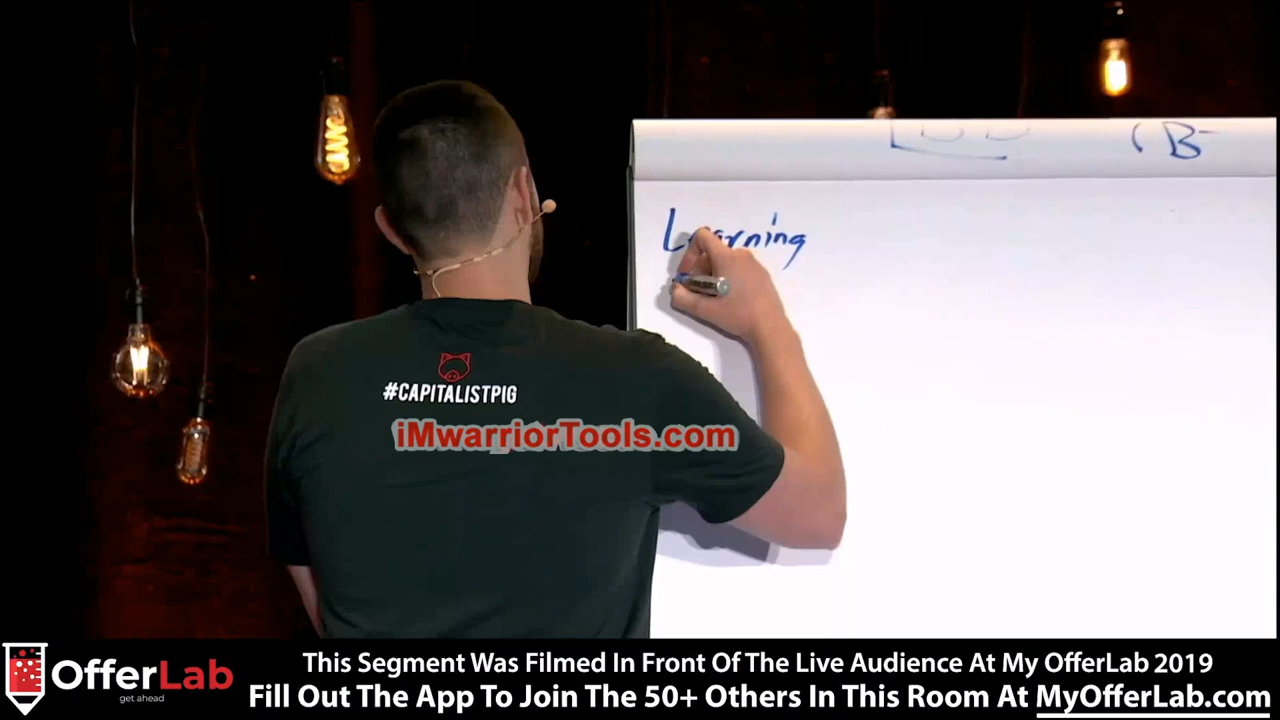 (B-
Learning
#CAPITALISTPIG
iMwarriorTools.com
OfferLab
get ahead
This Segment Was Filmed In Front Of The Live Audience At My OfferLab 2019
Fill Out The App To Join The 50+ Others In This Room At MyOfferLab.com